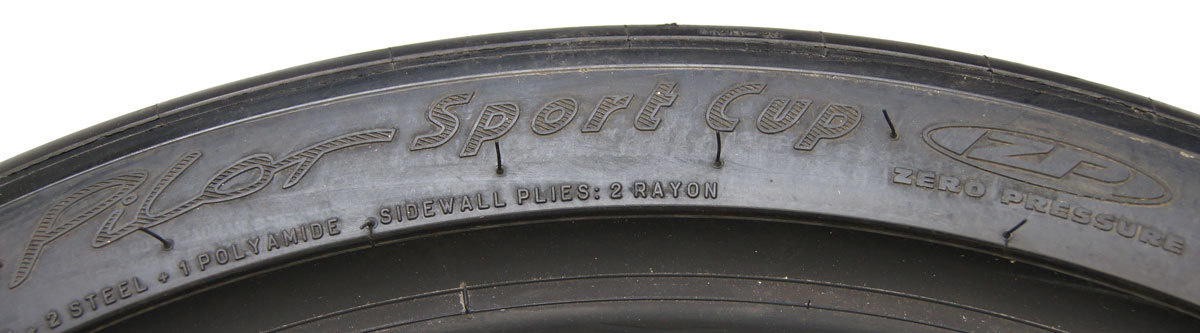 Pilot Sport Cup
ZP
ZERO PRESSURE
2 STEEL + 1 POLYAMIDE SIDEWALL PLIES: 2 RAYON